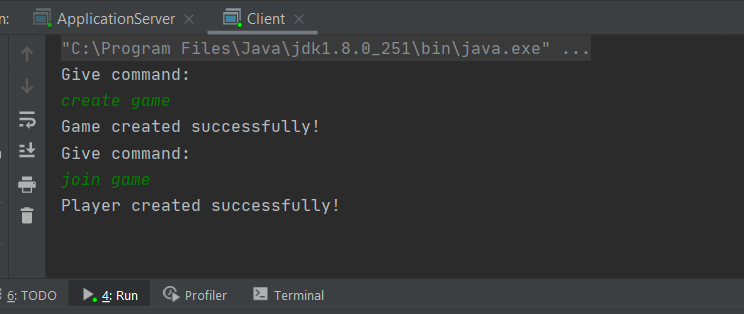 n: ApplicationServer Client
"C:\Program Files\Java\jdk1.8.0_251\bin\java.exe" ...
Give command:
create game
Game created successfully!
Give command:
join game
Player created successfully!
6: TODO 4: Run Profiler Terminal